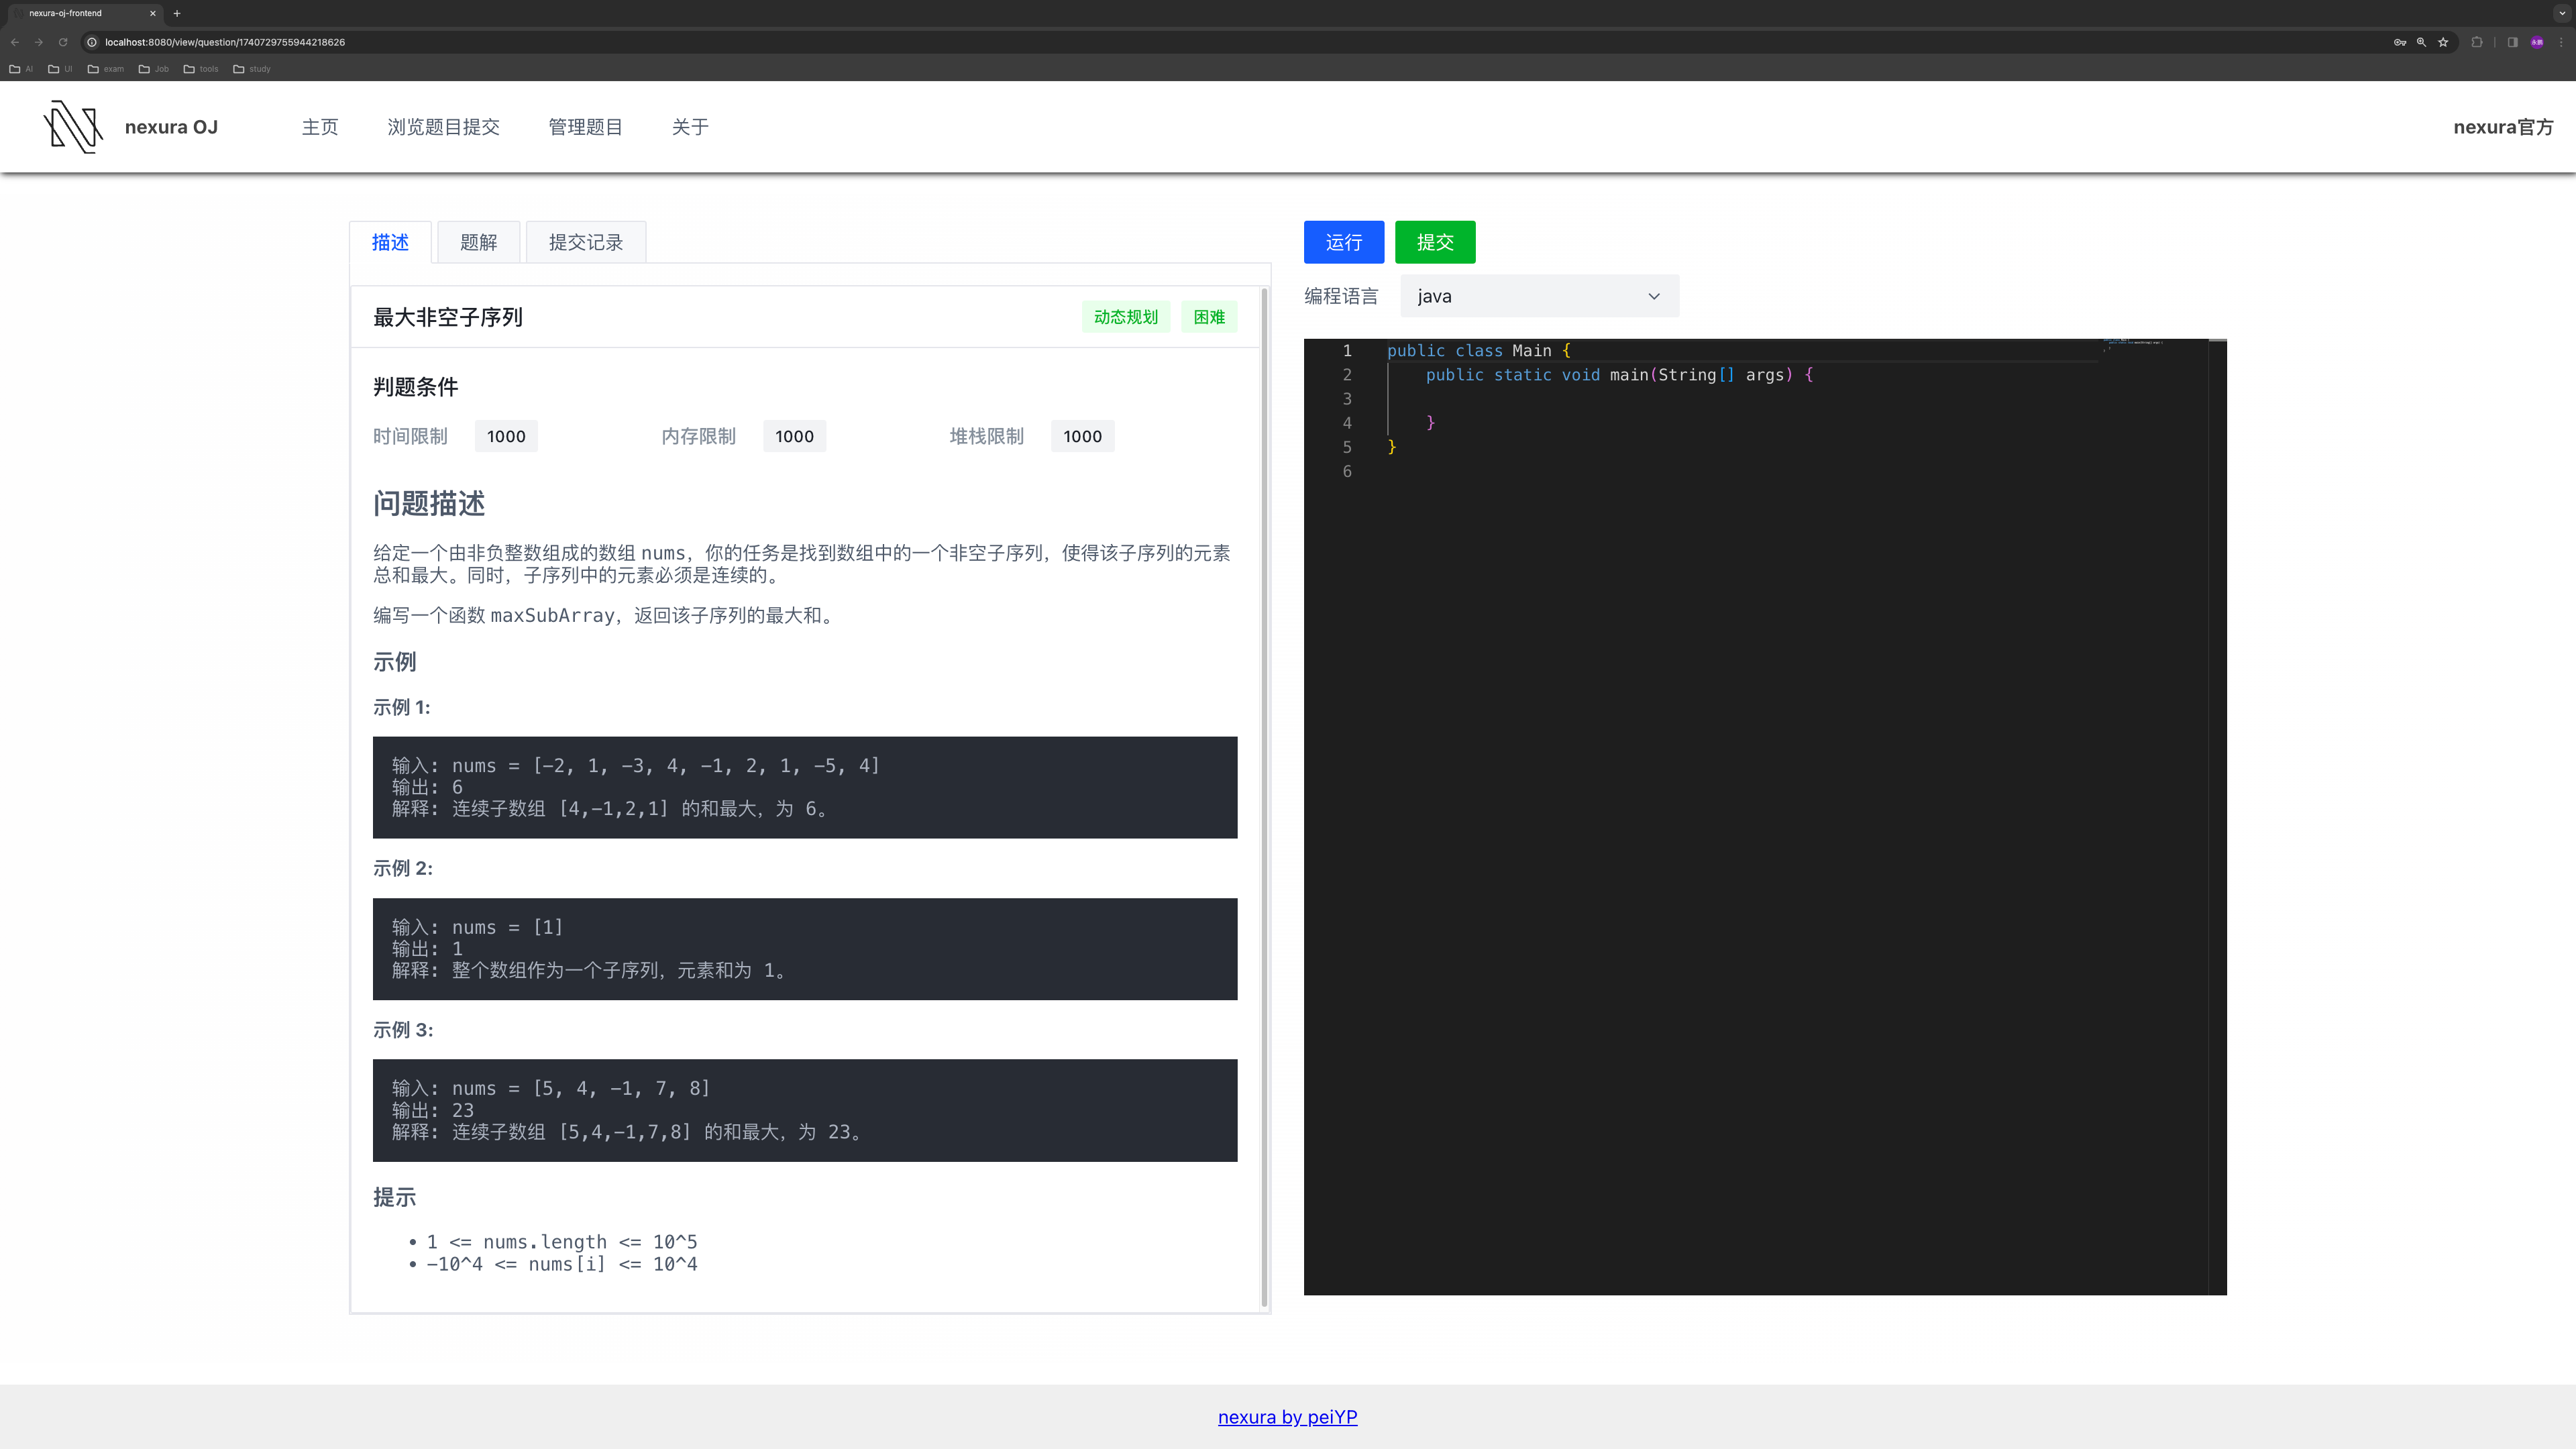 nexura-oj-frontend
localhost:8080/view/question/1740729755944218626
AI UI exam Job tools study
nexura OJ 主页 浏览题目提交 管理题目 关于 nexura官方
描述 题解 提交记录
最大非空子序列 动态规划 困难
判题条件
时间限制 1000 内存限制 1000 堆栈限制 1000
问题描述
给定一个由非负整数组成的数组 nums，你的任务是找到数组中的一个非空子序列，使得该子序列的元素
总和最大。同时，子序列中的元素必须是连续的。
编写一个函数 maxSubArray，返回该子序列的最大和。
示例
示例 1:
输入: nums = [-2, 1, -3, 4, -1, 2, 1, -5, 4]
输出: 6
解释: 连续子数组 [4,-1,2,1] 的和最大，为 6。
示例 2:
输入: nums = [1]
输出: 1
解释: 整个数组作为一个子序列，元素和为 1。
示例 3:
输入: nums = [5, 4, -1, 7, 8]
输出: 23
解释: 连续子数组 [5,4,-1,7,8] 的和最大，为 23。
提示
• 1 <= nums.length <= 10^5
• -10^4 <= nums[i] <= 10^4
运行 提交
编程语言 java
1 public class Main {
2 public static void main(String[] args) {
3
4 }
5 }
6
nexura by peiYP